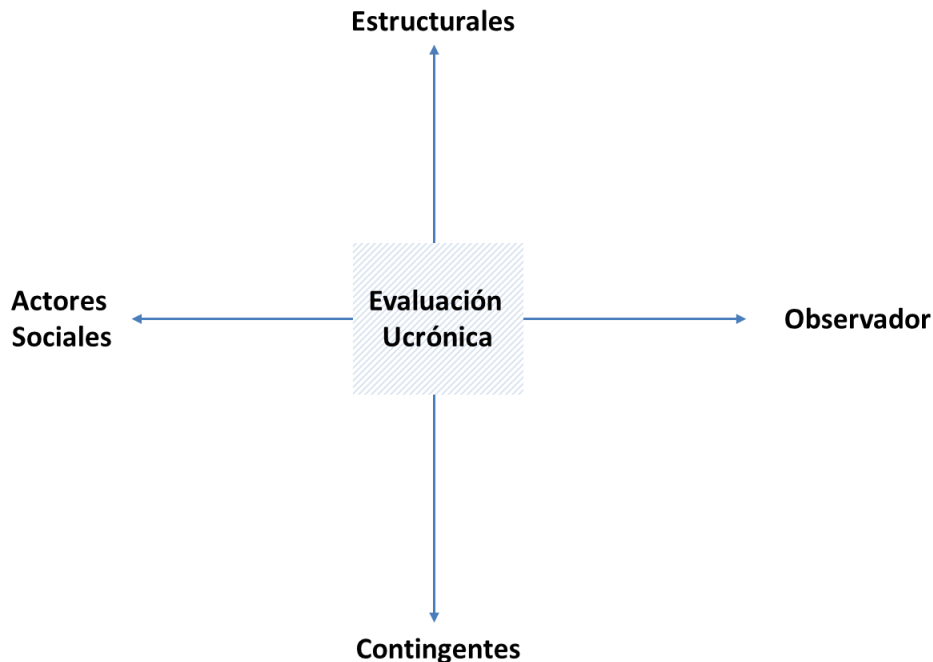 Estructurales
Actores
Sociales
Evaluación
Ucrónica
Observador
Contingentes